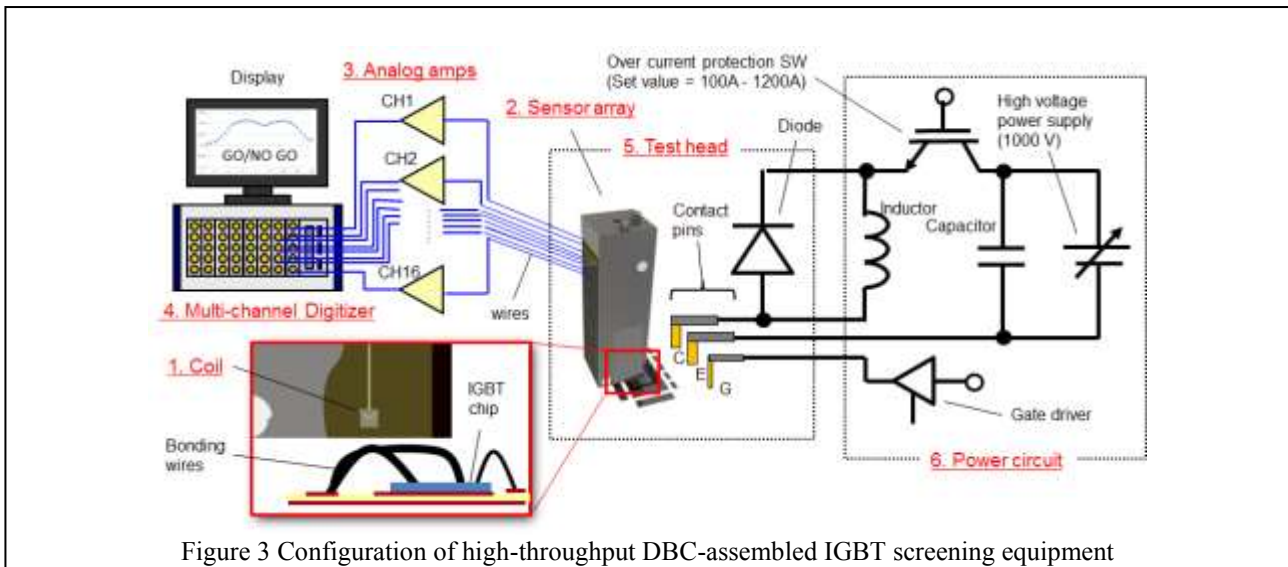 Display
3. Analog amps
CH1
CH2
CH16
GO/NO GO
4. Multi-channel Digitizer
wires
2. Sensor array
5. Test head
Contact
pins
C
E
G
Diode
Over current protection SW
(Set value = 100A - 1200A)
High voltage
power supply
(1000 V)
Inductor
Capacitor
Gate driver
6. Power circuit
1. Coil
IGBT
chip
Bonding
wires
Figure 3 Configuration of high-throughput DBC-assembled IGBT screening equipment